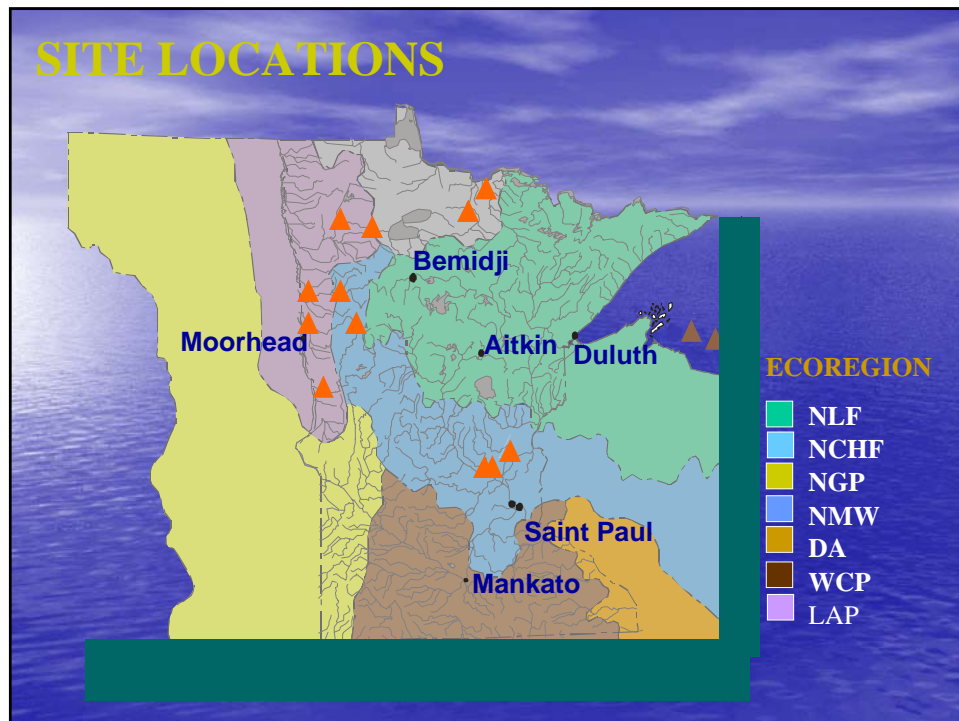 SITE LOCATIONS
Bemidji
Moorhead
Aitkin
Duluth
Saint Paul
Mankato
ECOREGION
NLF
NCHF
NGP
NMW
DA
WCP
LAP